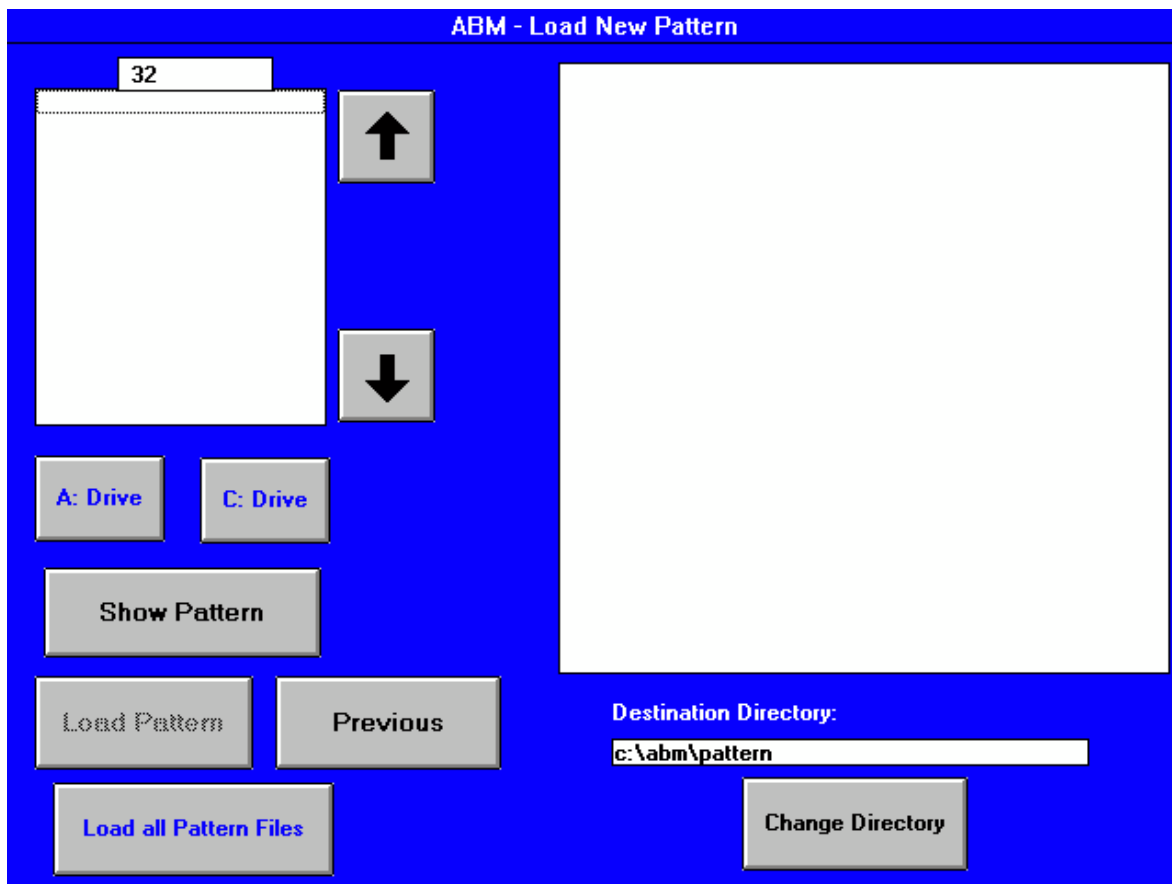 ABM - Load New Pattern
32
A: Drive
C: Drive
Show Pattern
Load Pattern
Previous
Load all Pattern Files
Destination Directory:
c:\abm\pattern
Change Directory